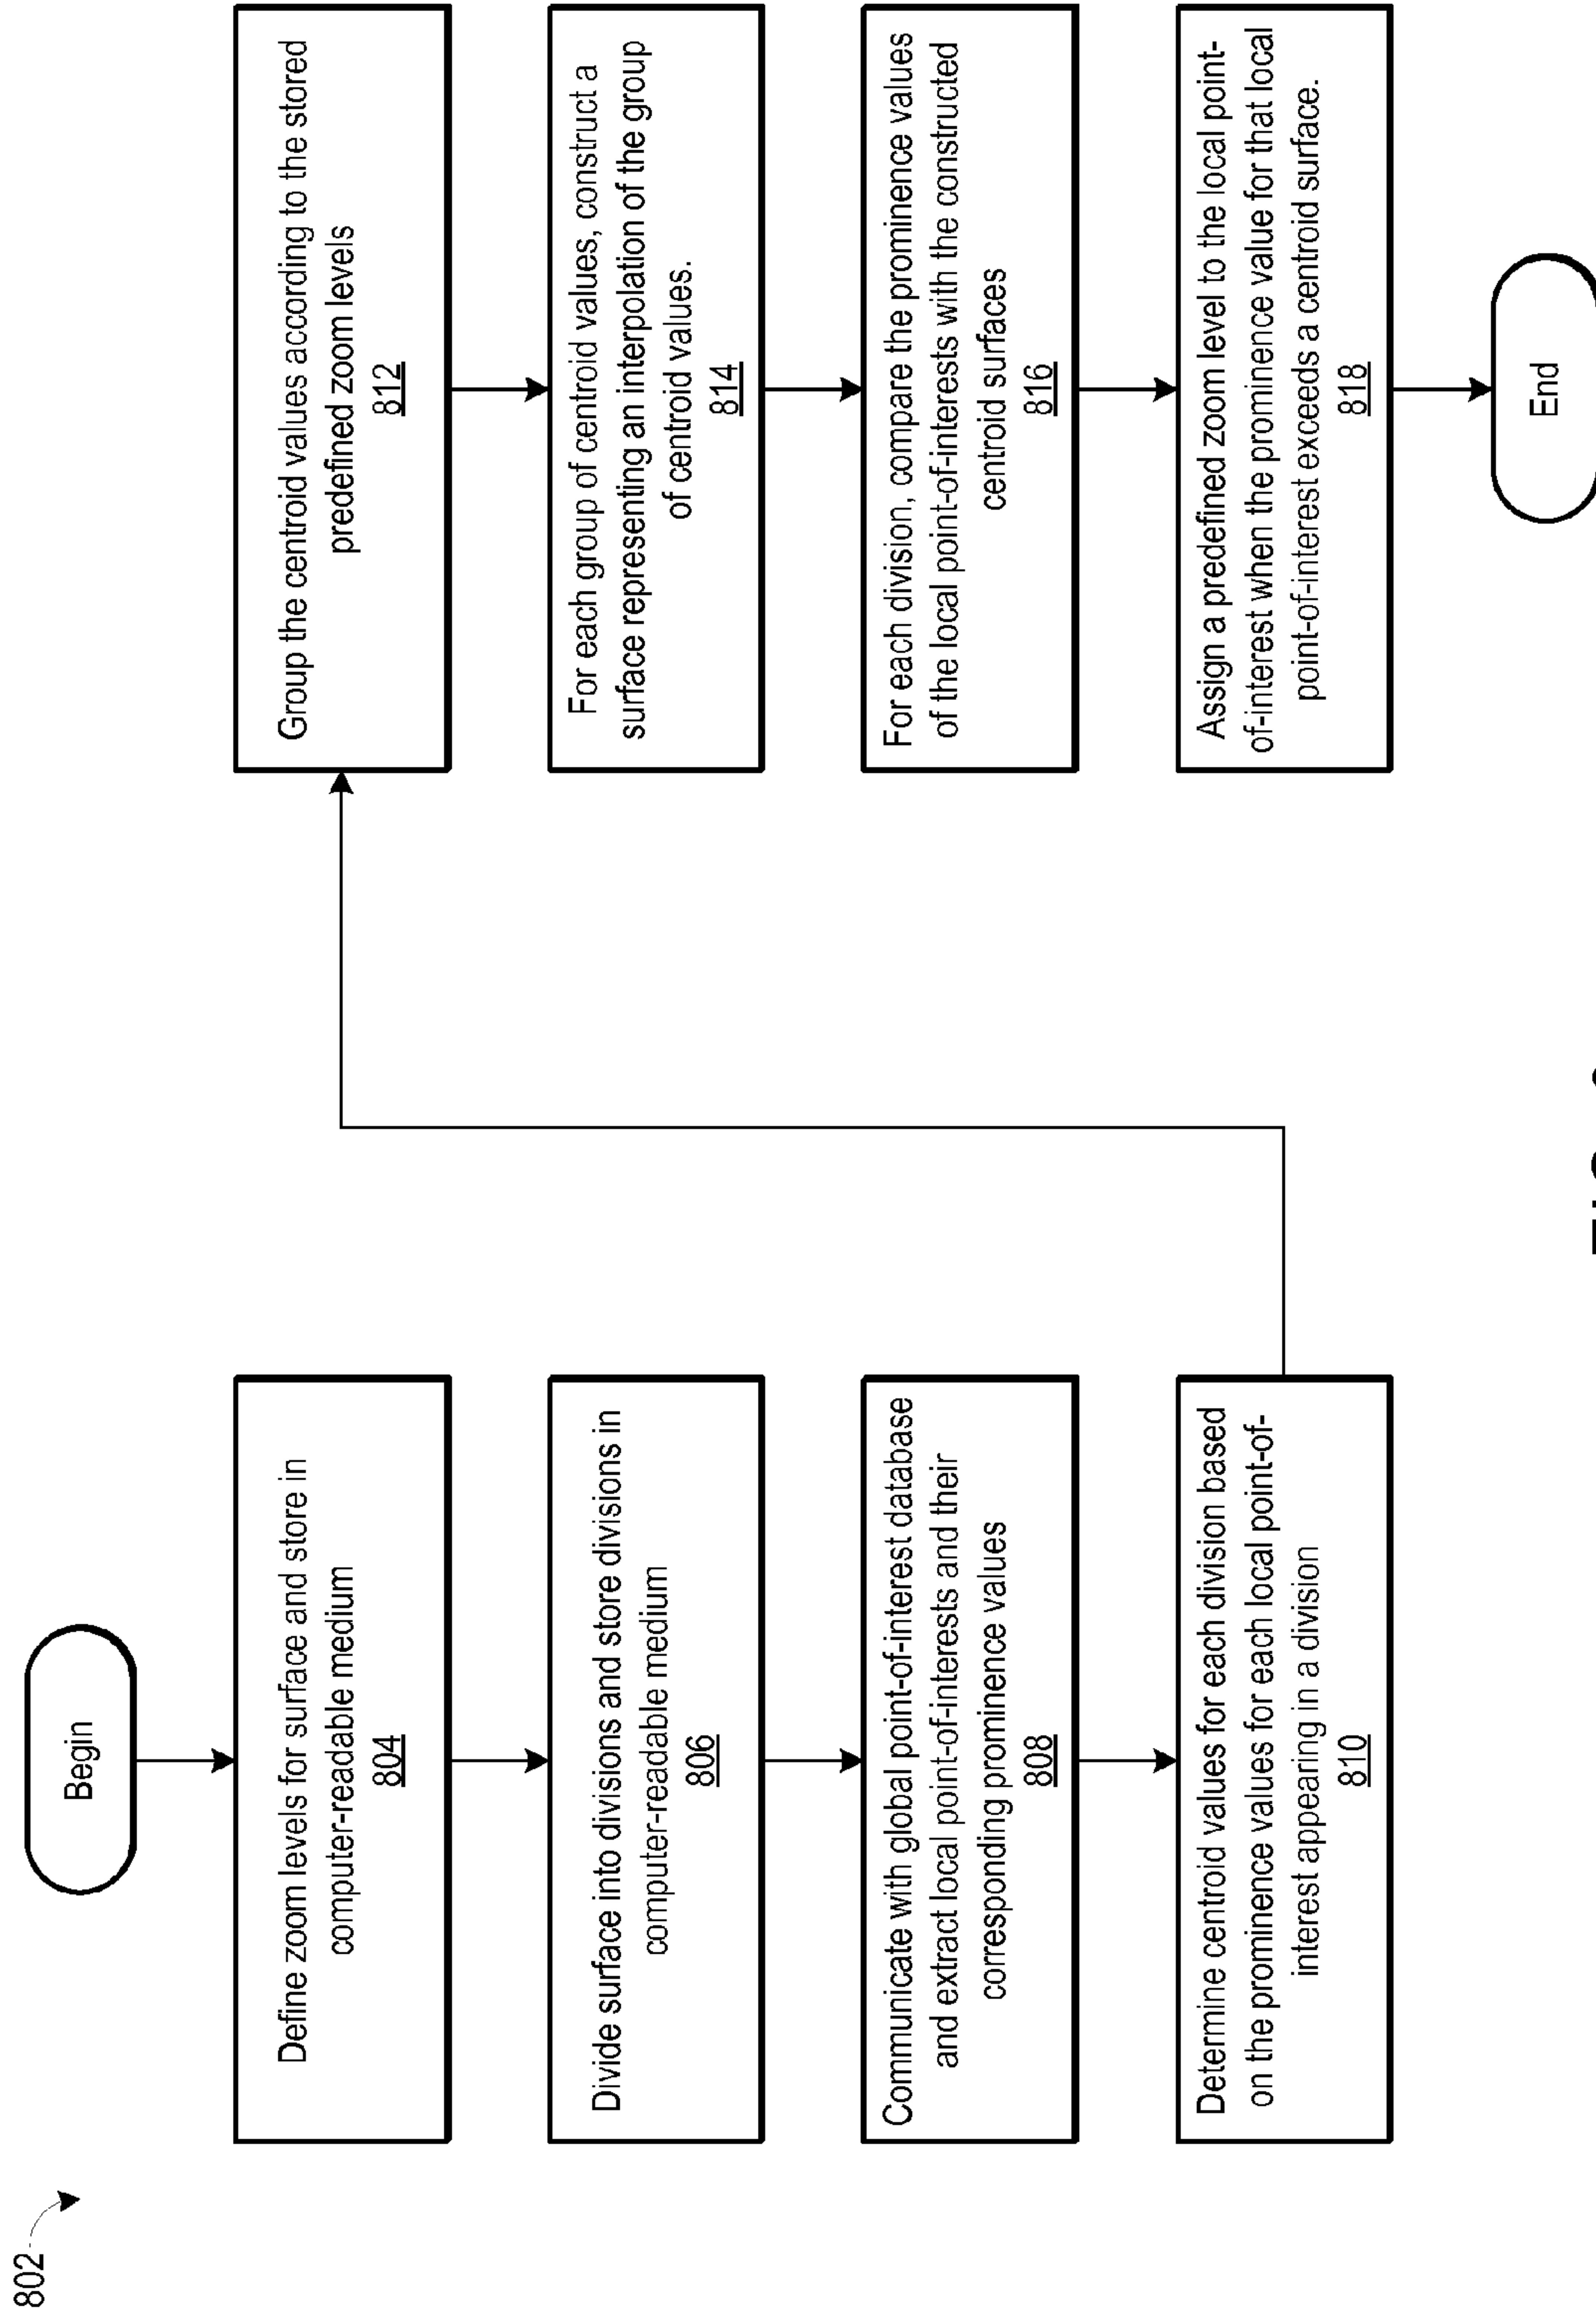 802
Begin
Define zoom levels for surface and store in
computer-readable medium
804
Divide surface into divisions and store divisions in
computer-readable medium
806
Communicate with global point-of-interest database
and extract local point-of-interests and their
corresponding prominence values
808
Determine centroid values for each division based
on the prominence values for each local point-of-
interest appearing in a division
810
Group the centroid values according to the stored
predefined zoom levels
812
For each group of centroid values, construct a
surface representing an interpolation of the group
of centroid values.
814
For each division, compare the prominence values
of the local point-of-interests with the constructed
centroid surfaces
816
Assign a predefined zoom level to the local point-
of-interest when the prominence value for that local
point-of-interest exceeds a centroid surface.
818
End